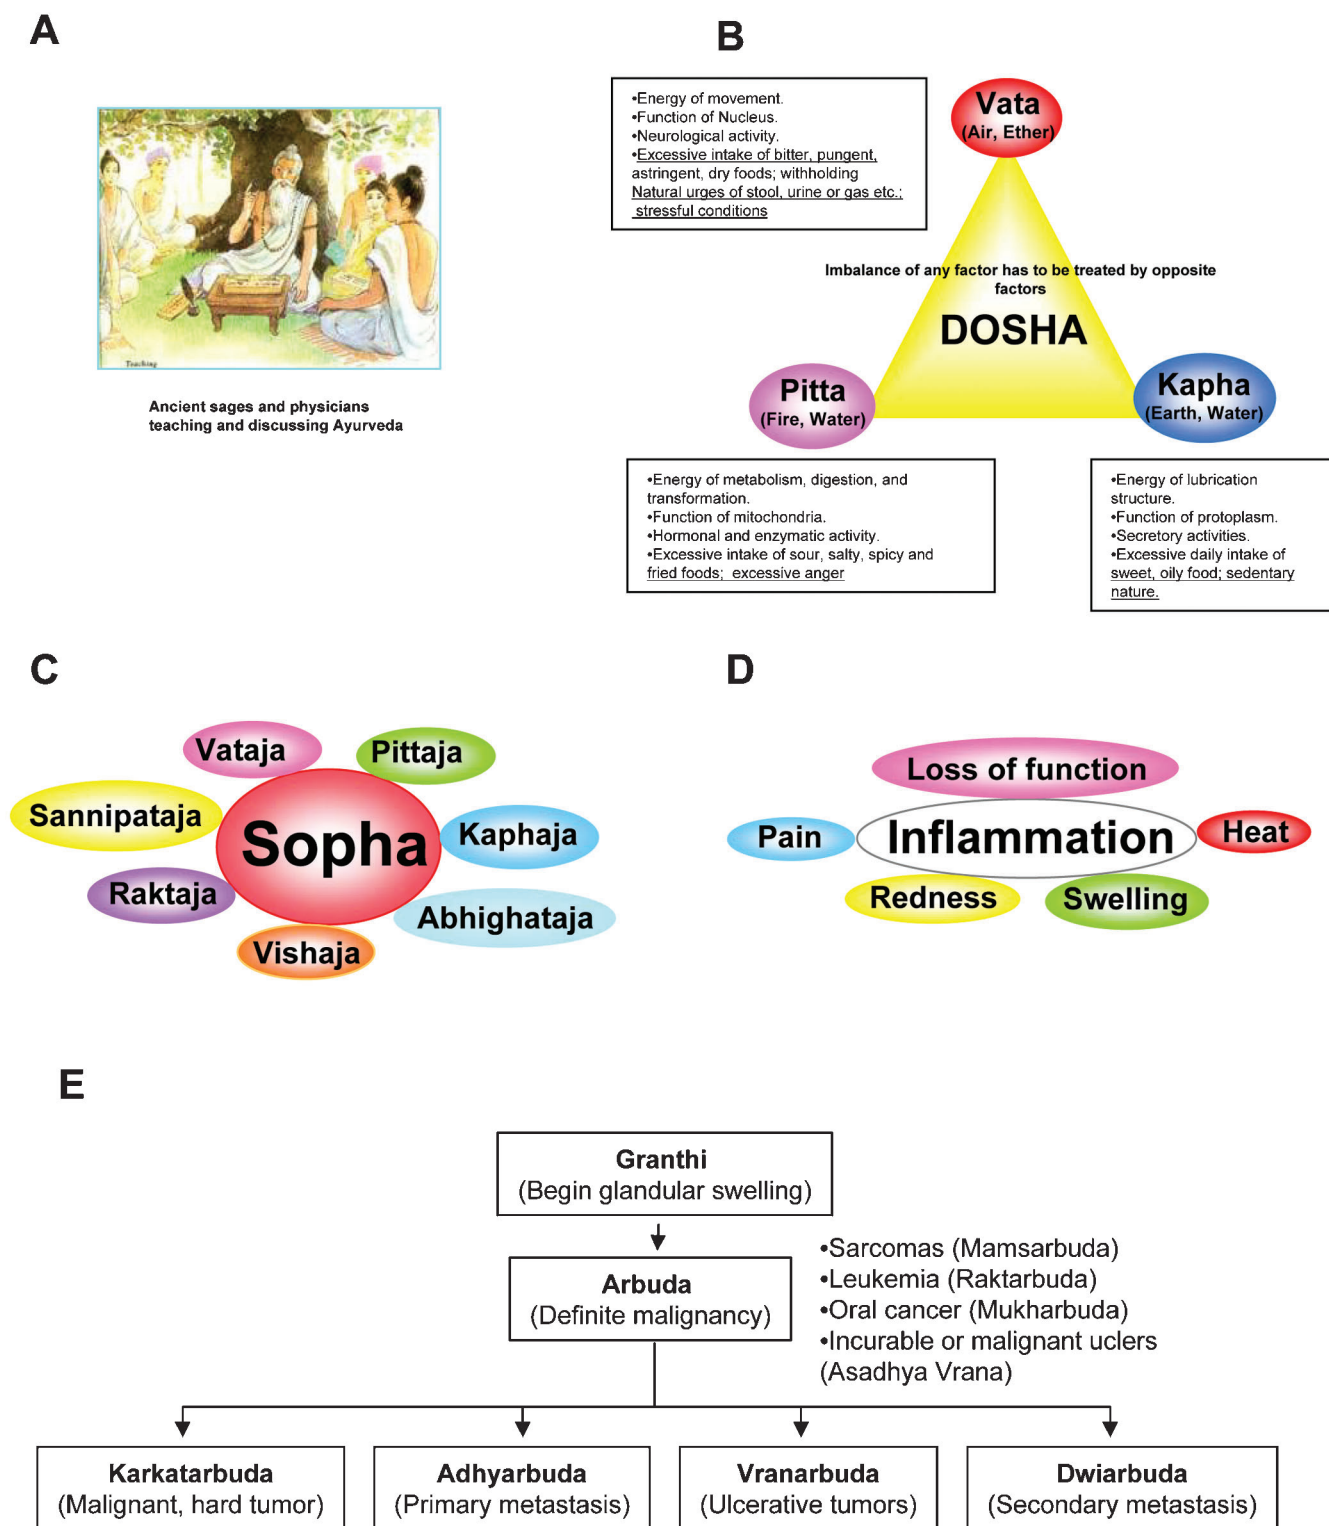 A
Teaching
Ancient sages and physicians
teaching and discussing Ayurveda
B
•Energy of movement.
•Function of Nucleus.
•Neurological activity.
•Excessive intake of bitter, pungent,
astringent, dry foods; withholding
Natural urges of stool, urine or gas etc.;
stressful conditions
Vata
(Air, Ether)
Imbalance of any factor has to be treated by opposite
factors
DOSHA
Pitta
(Fire, Water)
Kapha
(Earth, Water)
•Energy of metabolism, digestion, and
transformation.
•Function of mitochondria.
•Hormonal and enzymatic activity.
•Excessive intake of sour, salty, spicy and
fried foods; excessive anger
•Energy of lubrication
structure.
•Function of protoplasm.
•Secretory activities.
•Excessive daily intake of
sweet, oily food; sedentary
nature.
C
Vataja
Pittaja
Sannipataja
Sopha
Kaphaja
Raktaja
Abhighataja
Vishaja
D
Loss of function
Pain
Inflammation
Heat
Redness
Swelling
E
Granthi
(Begin glandular swelling)
Arbuda
(Definite malignancy)
•Sarcomas (Mamsarbuda)
•Leukemia (Raktarbuda)
•Oral cancer (Mukharbuda)
•Incurable or malignant uclers
(Asadhya Vrana)
Karkatarbuda
(Malignant, hard tumor)
Adhyarbuda
(Primary metastasis)
Vranarbuda
(Ulcerative tumors)
Dwiarbuda
(Secondary metastasis)